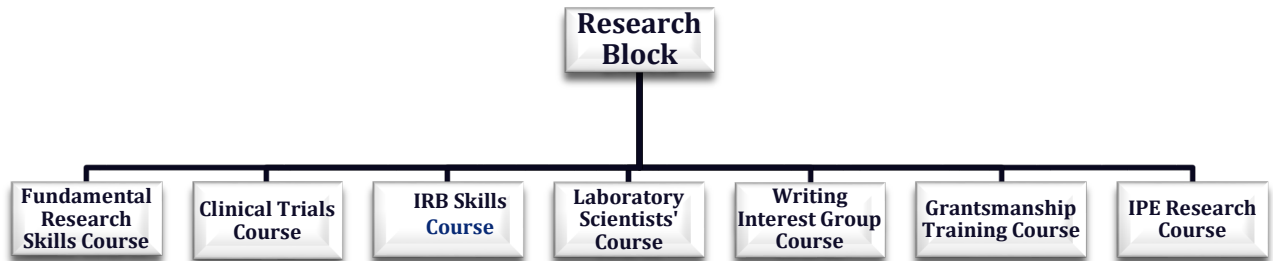 Research
Block
Fundamental
Research
Skills Course
Clinical Trials
Course
IRB Skills
Course
Laboratory
Scientists'
Course
Writing
Interest Group
Course
Grantsmanship
Training Course
IPE Research
Course